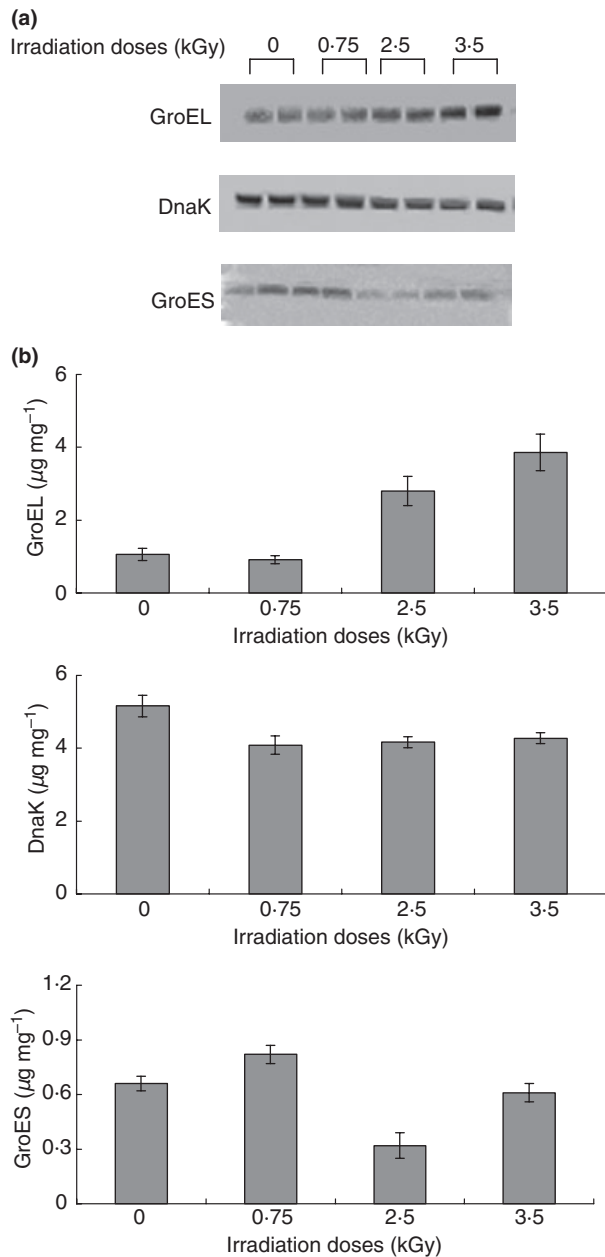 (a)
Irradiation doses (kGy) 0 0·75 2·5 3·5
GroEL
DnaK
GroES
(b)
6
4
2
0
GroEL (µg mg⁻¹)
0 0·75 2·5 3·5
Irradiation doses (kGy)
6
4
2
0
DnaK (µg mg⁻¹)
0 0·75 2·5 3·5
Irradiation doses (kGy)
1·2
0·9
0·6
0·3
0
GroES (µg mg⁻¹)
0 0·75 2·5 3·5
Irradiation doses (kGy)